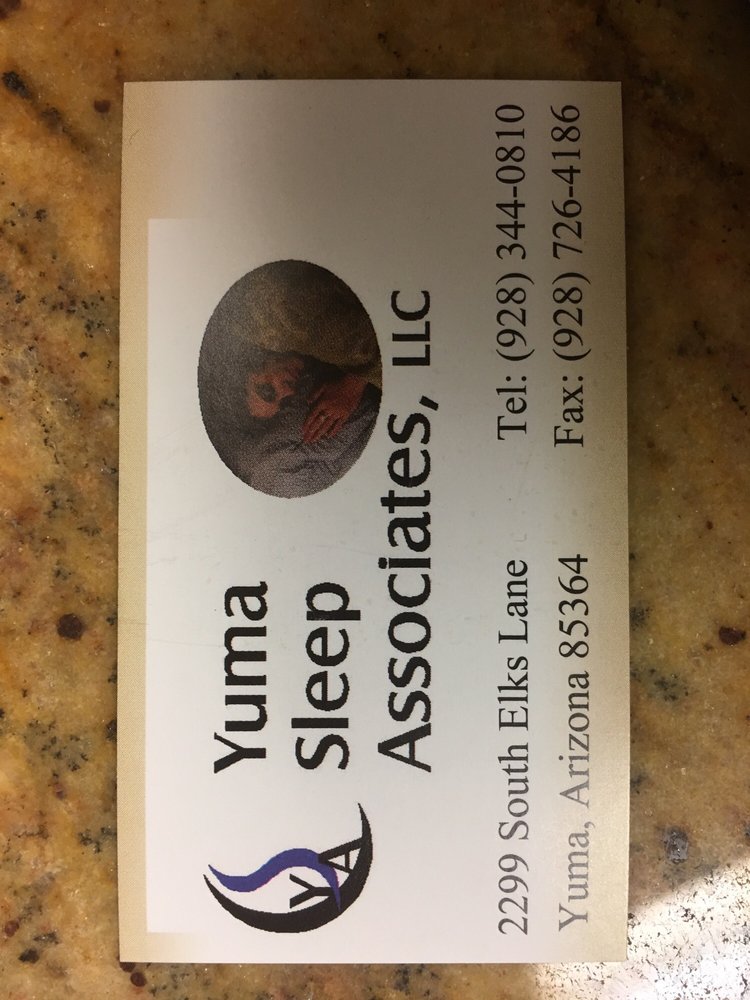 YSA
Yuma
Sleep
Associates, LLC
2299 South Elks Lane Tel: (928) 344-0810
Yuma, Arizona 85364 Fax: (928) 726-4186